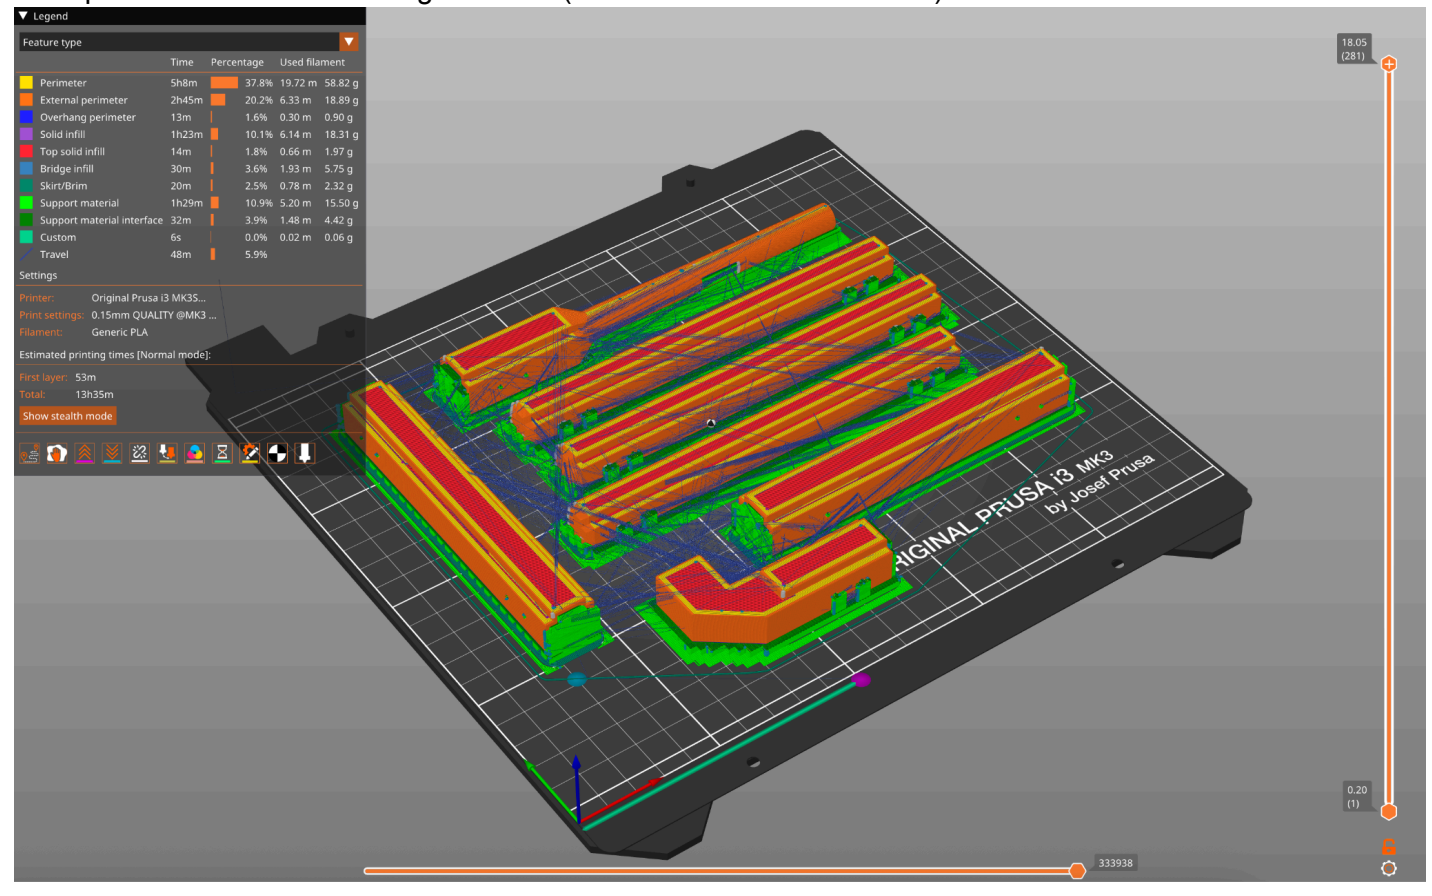 Legend
Feature type
Time Percentage Used filament
Perimeter 5h8m 37.8% 19.72 m 58.82 g
External perimeter 2h45m 20.2% 6.33 m 18.89 g
Overhang perimeter 13m 1.6% 0.30 m 0.90 g
Solid infill 1h23m 10.1% 6.14 m 18.31 g
Top solid infill 14m 1.8% 0.66 m 1.97 g
Bridge infill 30m 3.6% 1.93 m 5.75 g
Skirt/Brim 20m 2.5% 0.78 m 2.32 g
Support material 1h29m 10.9% 5.20 m 15.50 g
Support material interface 32m 3.9% 1.48 m 4.42 g
Custom 6s 0.0% 0.02 m 0.06 g
Travel 48m 5.9%
Settings
Printer: Original Prusa i3 MK3S...
Print settings: 0.15mm QUALITY @MK3 ...
Filament: Generic PLA
Estimated printing times [Normal mode]:
First layer: 53m
Total: 13h35m
Show stealth mode
18.05
(281)
RIGINAL PRUSA i3 MK3
by Josef Prusa
0.20
(1)
333938